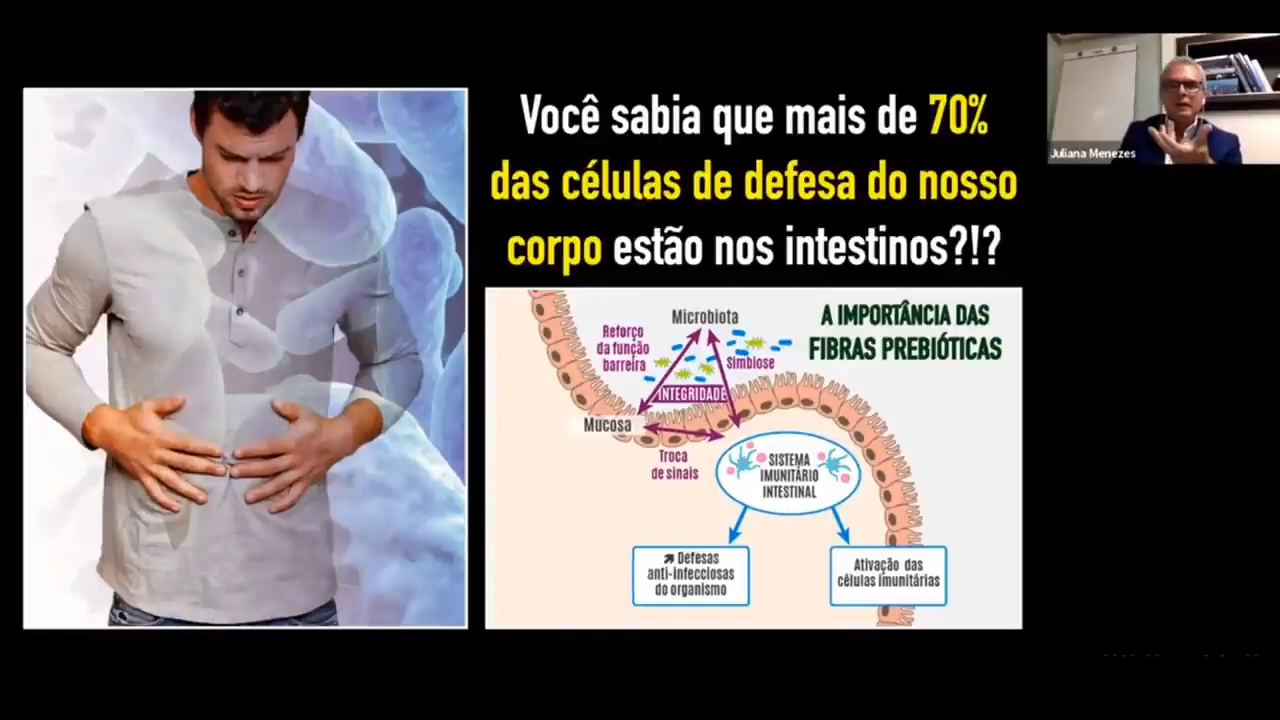 Você sabia que mais de 70%
das células de defesa do nosso
corpo estão nos intestinos?!?
Juliana Menezes
A IMPORTÂNCIA DAS
FIBRAS PREBIÓTICAS
Microbiota
Reforço
da função
barreira
Simbiose
INTEGRIDADE
Mucosa
Troca
de sinais
SISTEMA
IMUNITÁRIO
INTESTINAL
Defesas
anti-infecciosas
do organismo
Ativação das
células imunitárias